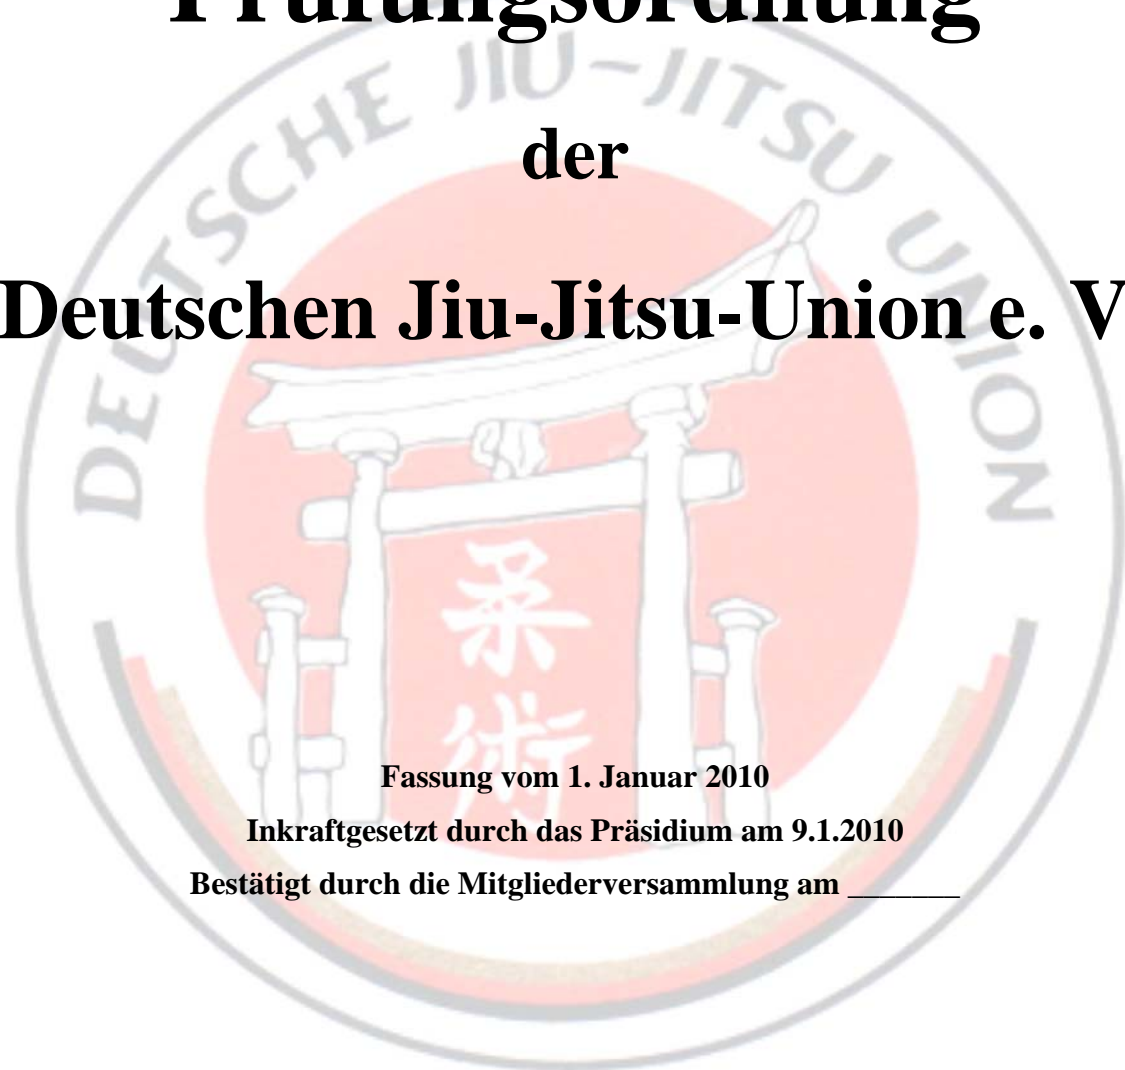 Prüfungsordnung
der
Deutschen Jiu-Jitsu-Union e. V
DEUTSCHE JIU-JITSU UNION
柔術
Fassung vom 1. Januar 2010
Inkraftgesetzt durch das Präsidium am 9.1.2010
Bestätigt durch die Mitgliederversammlung am _______